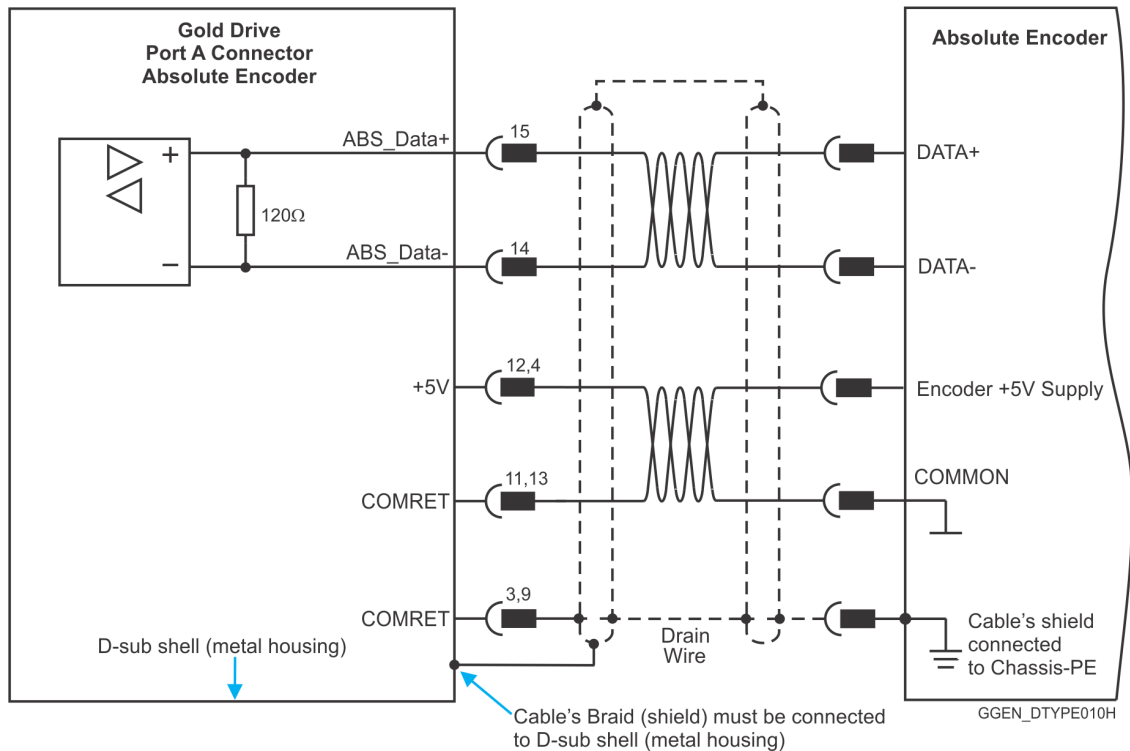 Gold Drive
Port A Connector
Absolute Encoder
Absolute Encoder
ABS_Data+
15
DATA+
+
120Ω
ABS_Data-
14
DATA-
−
+5V
12,4
Encoder +5V Supply
COMRET
11,13
COMMON
COMRET
3,9
Drain
Wire
Cable's shield
connected
to Chassis-PE
D-sub shell (metal housing)
Cable's Braid (shield) must be connected
to D-sub shell (metal housing)
GGEN_DTYPE010H